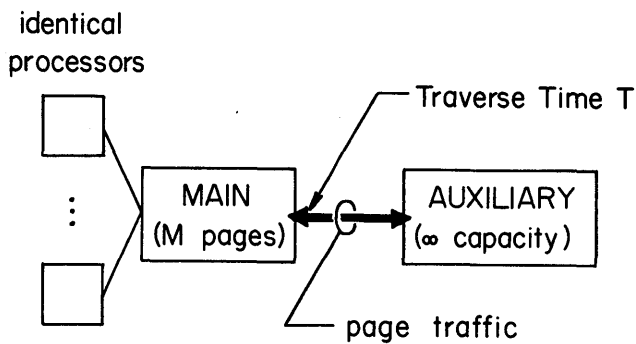 identical
processors
Traverse Time T
MAIN
(M pages)
AUXILIARY
(∞ capacity)
page traffic